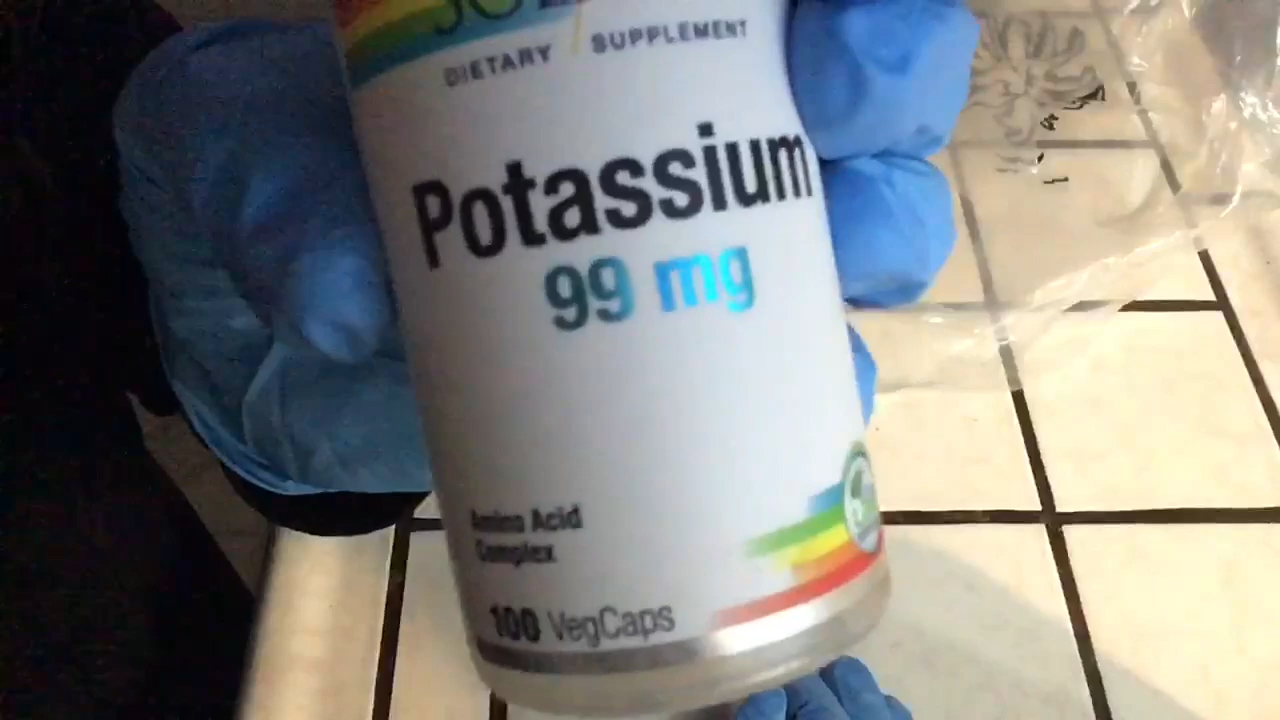 DIETARY SUPPLEMENT
Potassium
99 mg
Amino Acid
Complex
100 VegCaps